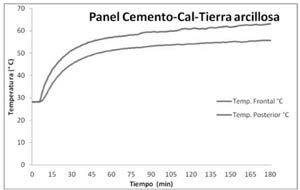 Panel Cemento-Cal-Tierra arcillosa
70
60
50
40
30
20
10
0
Temperatura (°C)
Temp. Frontal °C
Temp. Posterior °C
0 15 30 45 60 75 90 105 120 135 150 165 180
Tiempo (min)